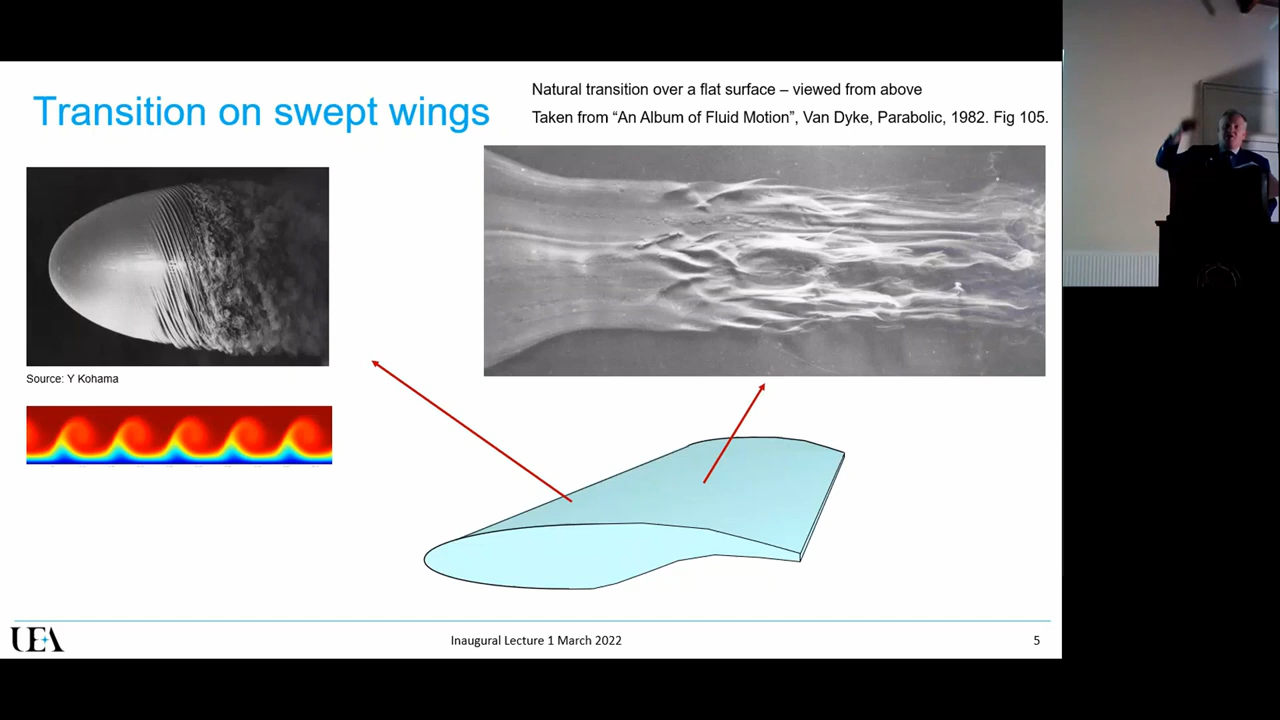 Transition on swept wings
Natural transition over a flat surface – viewed from above
Taken from “An Album of Fluid Motion”, Van Dyke, Parabolic, 1982. Fig 105.
Source: Y Kohama
UEA
Inaugural Lecture 1 March 2022
5